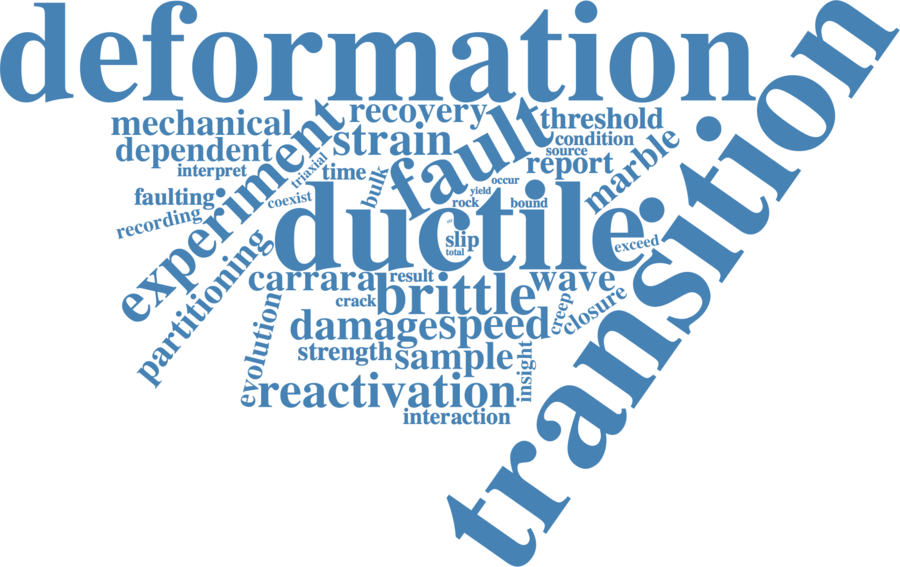 deformation
transition
recovery
mechanical
threshold
strain
fault
condition
dependent
source
report
experiment
triaxial
interpret
time
bulk
marble
occur
faulting
coexist
yield
rock
bound
recording
ductile
slip
exceed
total
partitioning
carrara
result
wave
brittle
crack
creep
closure
evolution
damage
speed
strength
sample
insight
reactivation
interaction